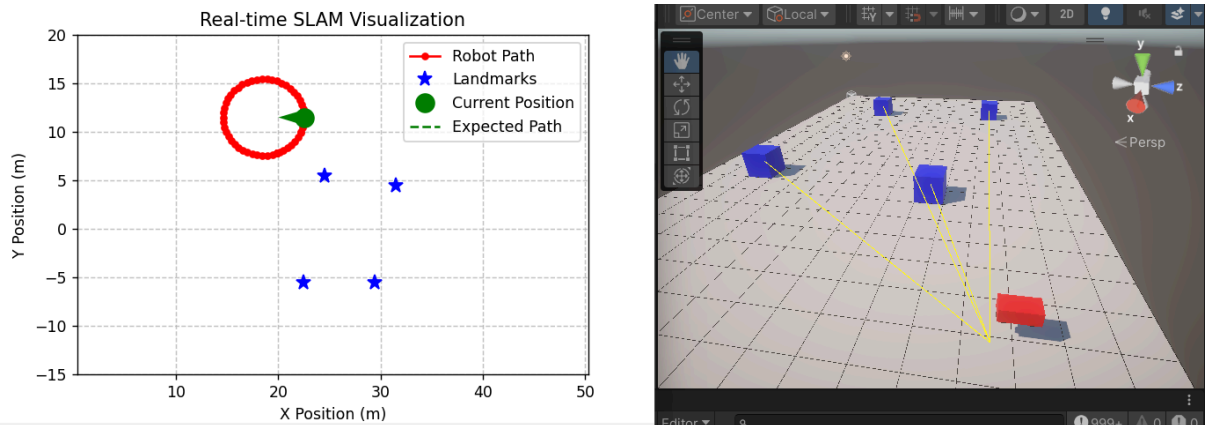 Real-time SLAM Visualization
20
15
10
5
0
−5
−10
−15
Y Position (m)
10
20
30
40
50
X Position (m)
Robot Path
Landmarks
Current Position
Expected Path
Center
Local
2D
y
z
x
Persp
Editor
999+
0
0